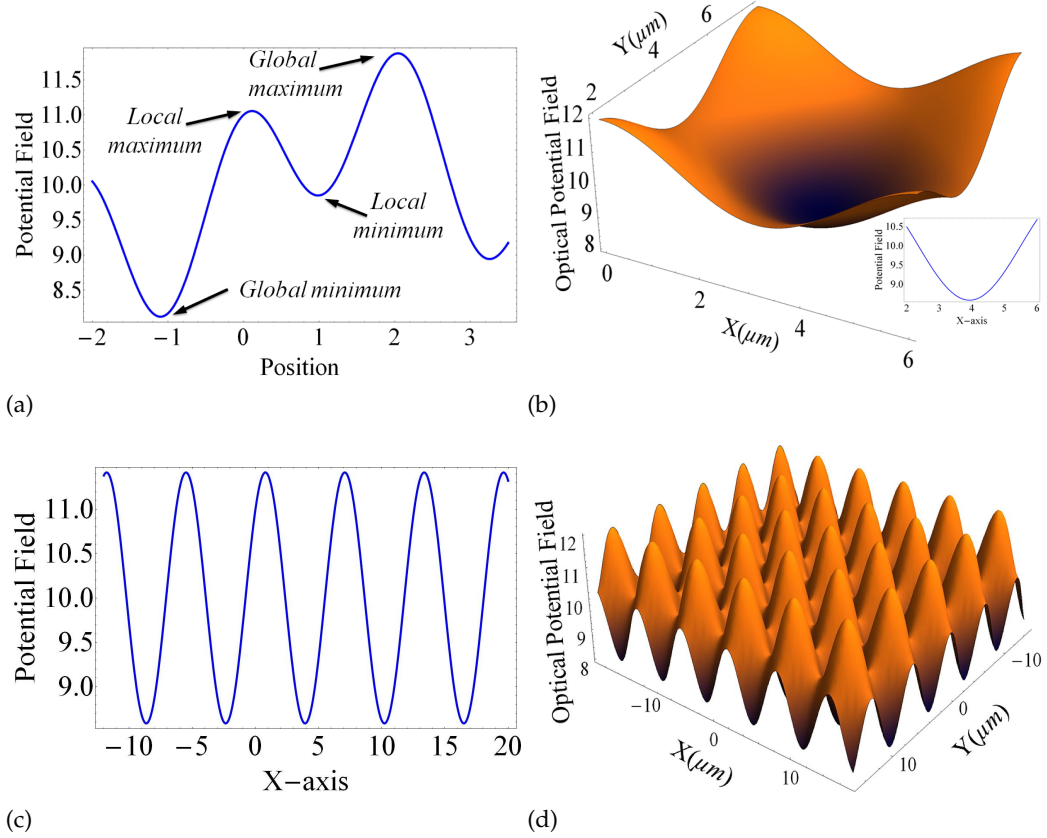 Global
maximum
Local
maximum
Local
minimum
Global minimum
Potential Field
11.5
11.0
10.5
10.0
9.5
9.0
8.5
−2
−1
0
1
2
3
Position
(a)
Y(μm)
6
4
2
Optical Potential Field
12
11
10
9
8
0
2
4
6
X(μm)
Potential Field
10.5
10.0
9.5
9.0
2
3
4
5
6
X−axis
(b)
Potential Field
11.0
10.5
10.0
9.5
9.0
−10
−5
0
5
10
15
20
X−axis
(c)
Optical Potential Field
12
11
10
9
8
−10
0
10
X(μm)
−10
0
10
Y(μm)
(d)